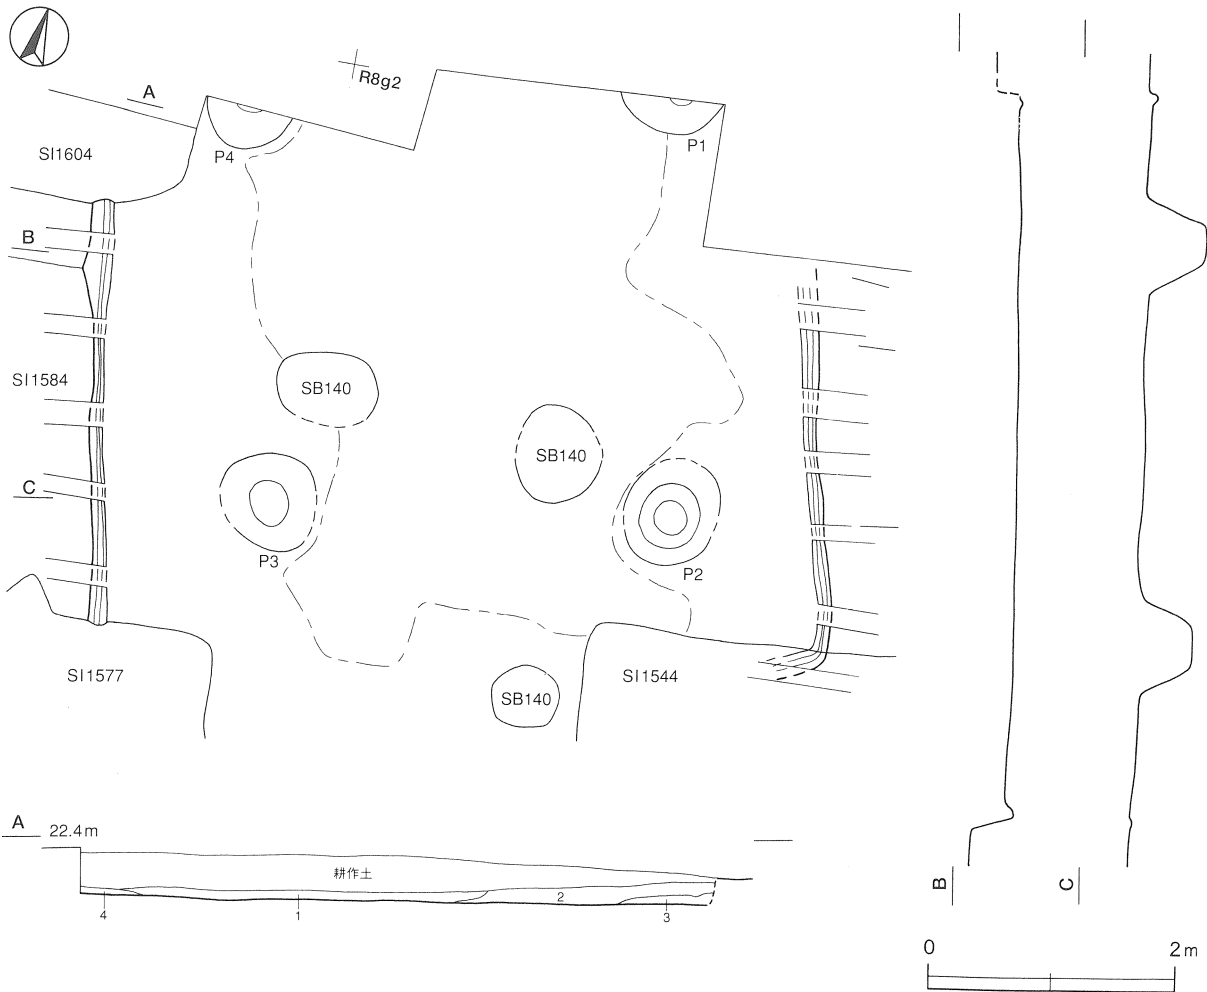 R8g2
A
P4
P1
SI1604
B
SI1584
SB140
SB140
C
P3
P2
SI1577
SI1544
SB140
A
22.4m
耕作土
4
1
2
3
B
C
0
2m